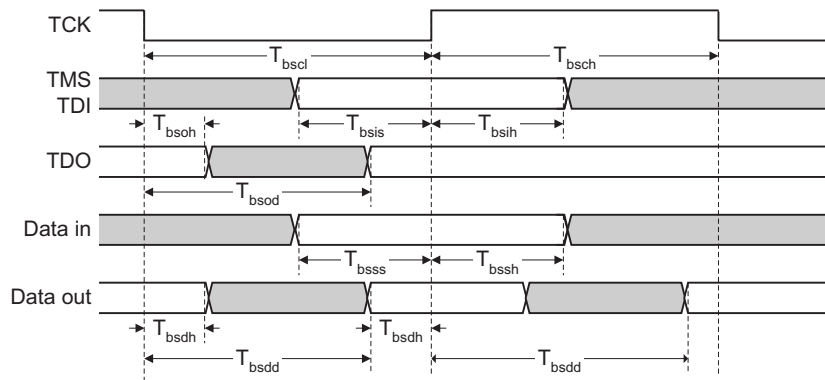 TCK
T_bscl T_bsch
TMS
TDI
T_bsoh T_bsis T_bsih
TDO
T_bsod
Data in
T_bsss T_bssh
Data out
T_bsdh T_bsdh
T_bsdd T_bsdd